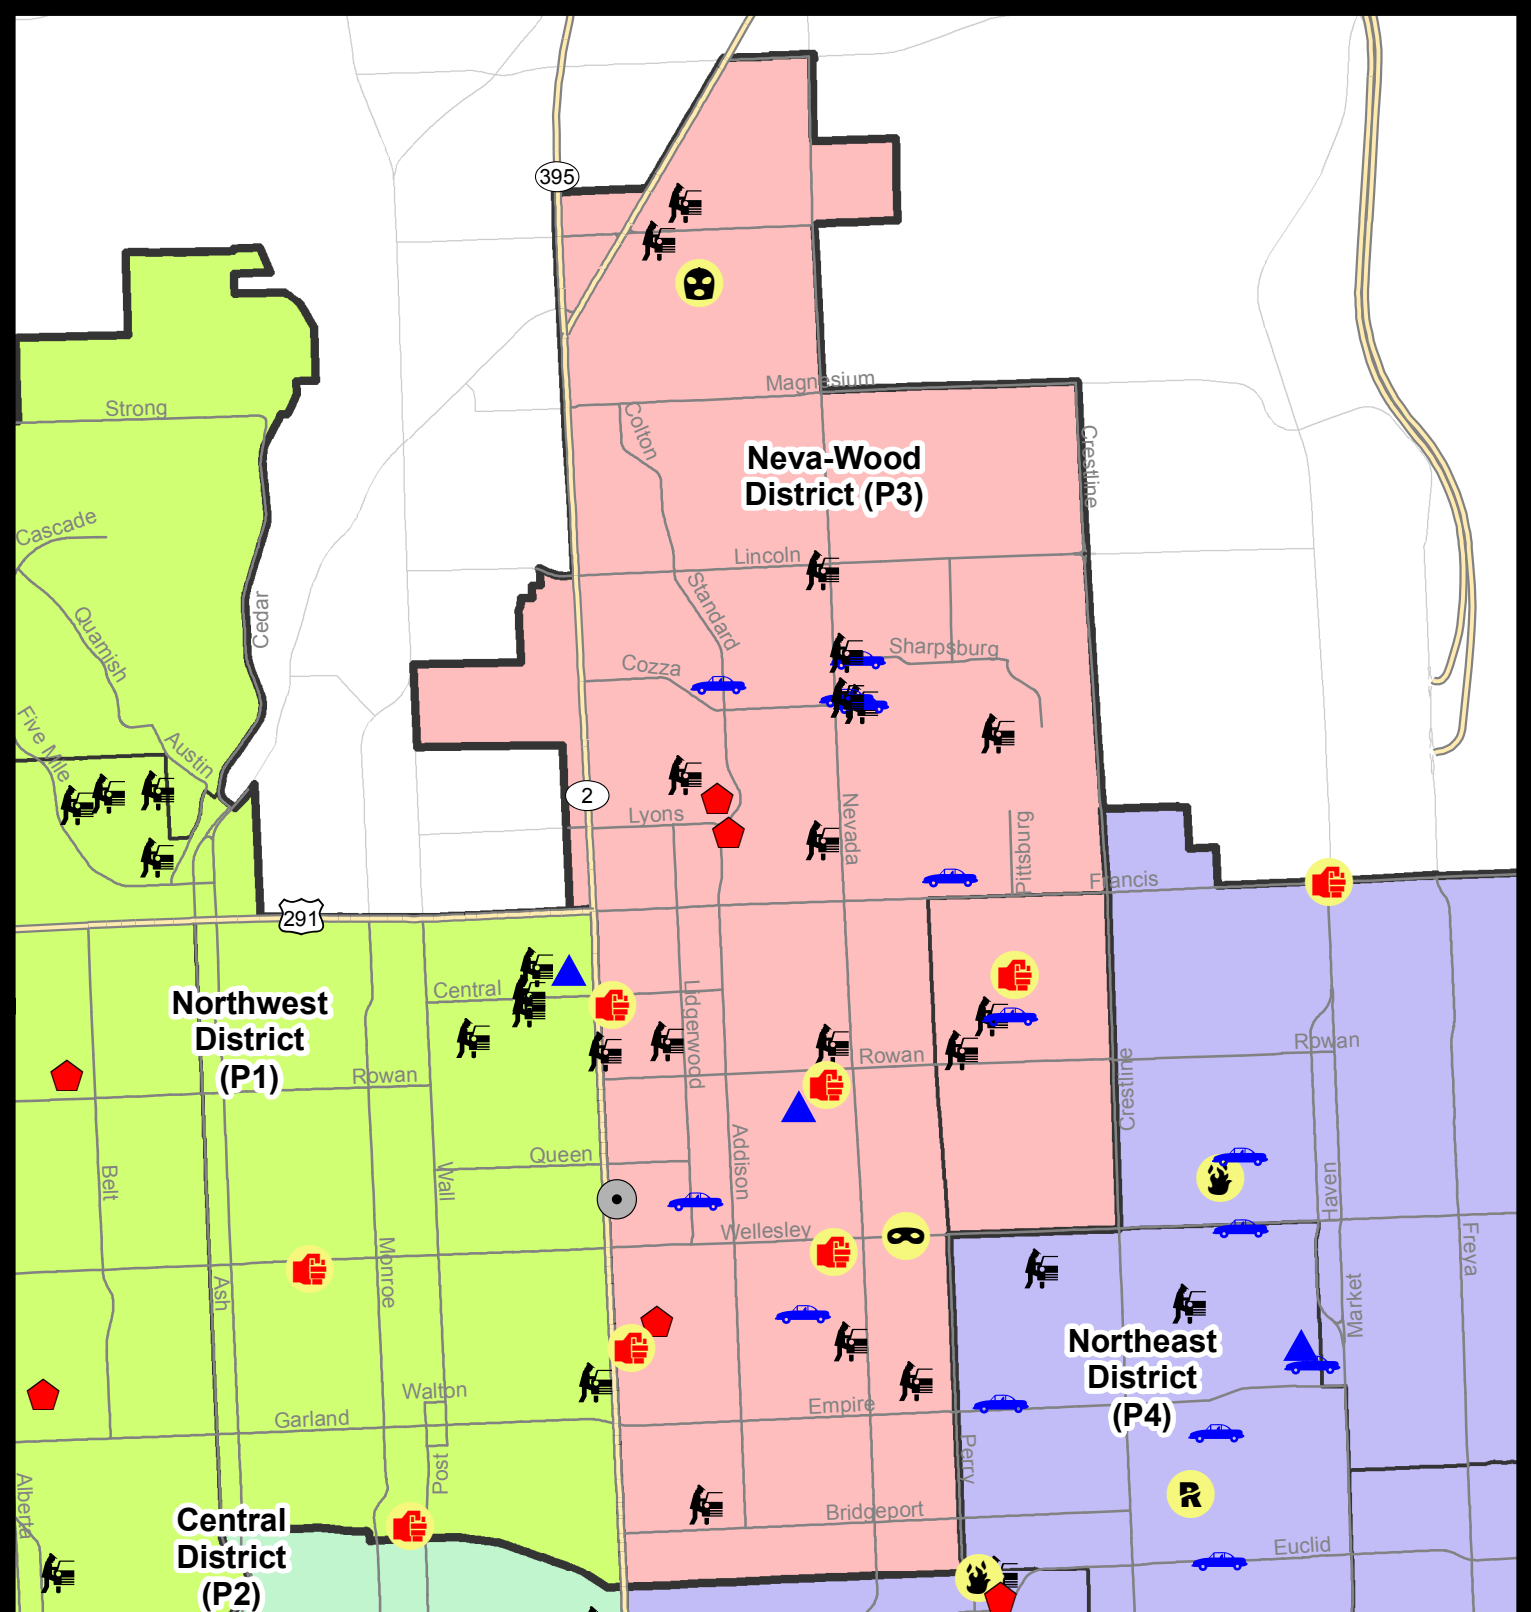 395
Magnesium
Strong
Colton
Crestline
Neva-Wood
District (P3)
Cascade
Lincoln
Standard
Cedar
Quamish
Sharpsburg
Cozza
Five Mile
Austin
2
Lyons
Nevada
Pittsburg
Francis
291
Central
Lidgerwood
Northwest
District
(P1)
Rowan
Rowan
Rowan
Crestline
Addison
Queen
Belt
Wall
Haven
Wellesley
Freya
Monroe
Ash
Market
Northeast
District
(P4)
Walton
Garland
Empire
Perry
Post
Alberta
Bridgeport
Central
District
(P2)
R
Euclid